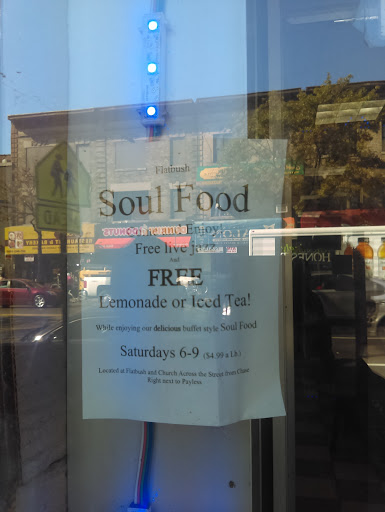 Flatbush
Soul Food
Come and Enjoy!
Free live
And
FREE
Lemonade or Iced Tea!
While enjoying our delicious buffet style Soul Food
Saturdays 6-9 ($4.99 a Lb.)
Located at Flatbush and Church Across the Street from Chase
Right next to Payless.